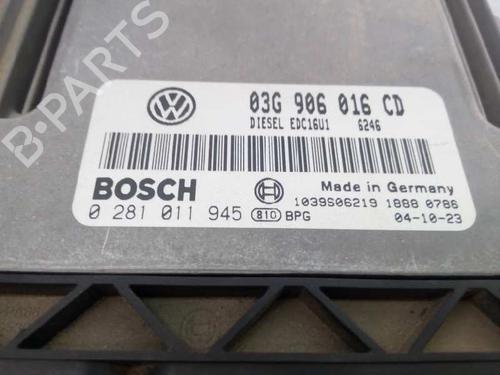 03G 906 016 CD
DIESEL EDC16U1 6246
BOSCH
Made in Germany
0 281 011 945 810 BPG
1039S06219 1888 0786
04-10-23
B-PARTS